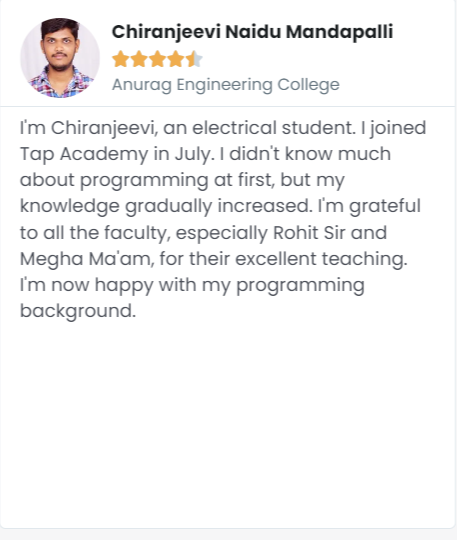 Chiranjeevi Naidu Mandapalli
Anurag Engineering College
I'm Chiranjeevi, an electrical student. I joined
Tap Academy in July. I didn't know much
about programming at first, but my
knowledge gradually increased. I'm grateful
to all the faculty, especially Rohit Sir and
Megha Ma'am, for their excellent teaching.
I'm now happy with my programming
background.